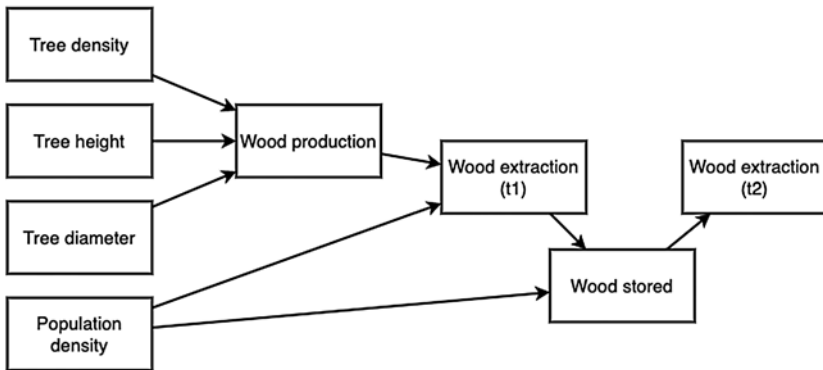 Tree density
Tree height
Tree diameter
Population
density
Wood production
Wood extraction
(t1)
Wood stored
Wood extraction
(t2)